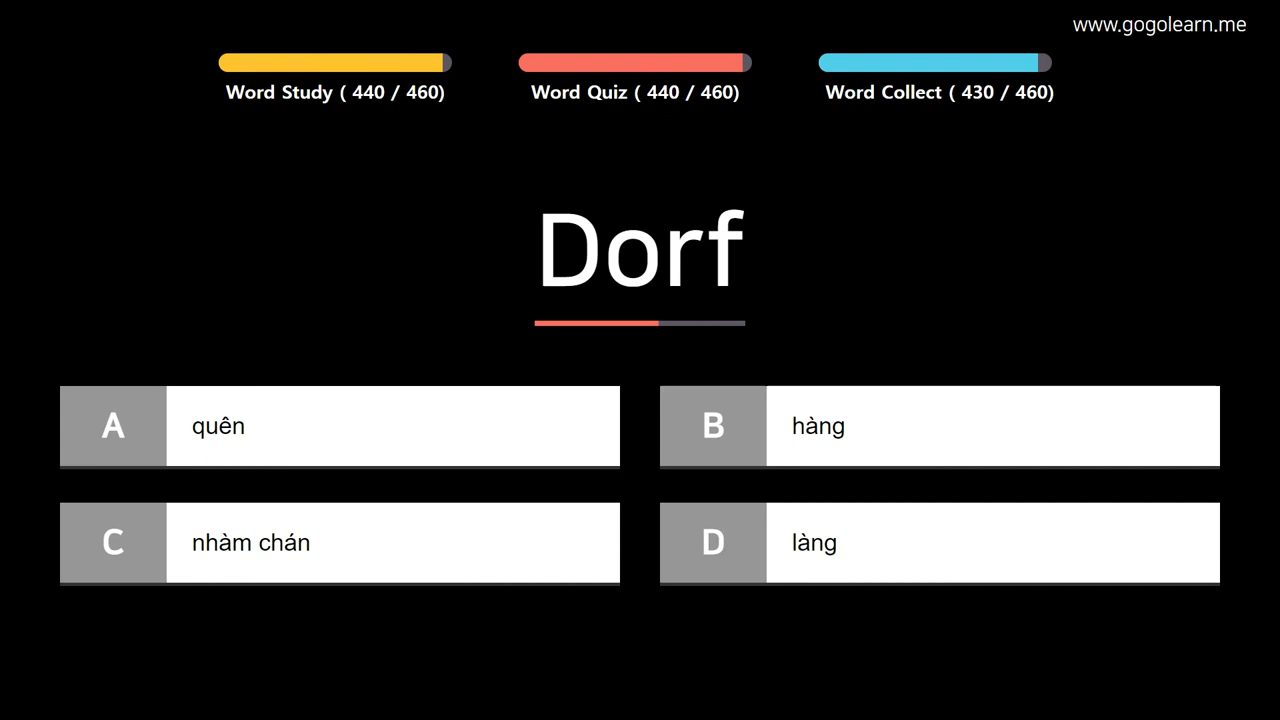 www.gogolearn.me
Word Study ( 440 / 460)
Word Quiz ( 440 / 460)
Word Collect ( 430 / 460)
Dorf
A quên
B hàng
C nhàm chán
D làng